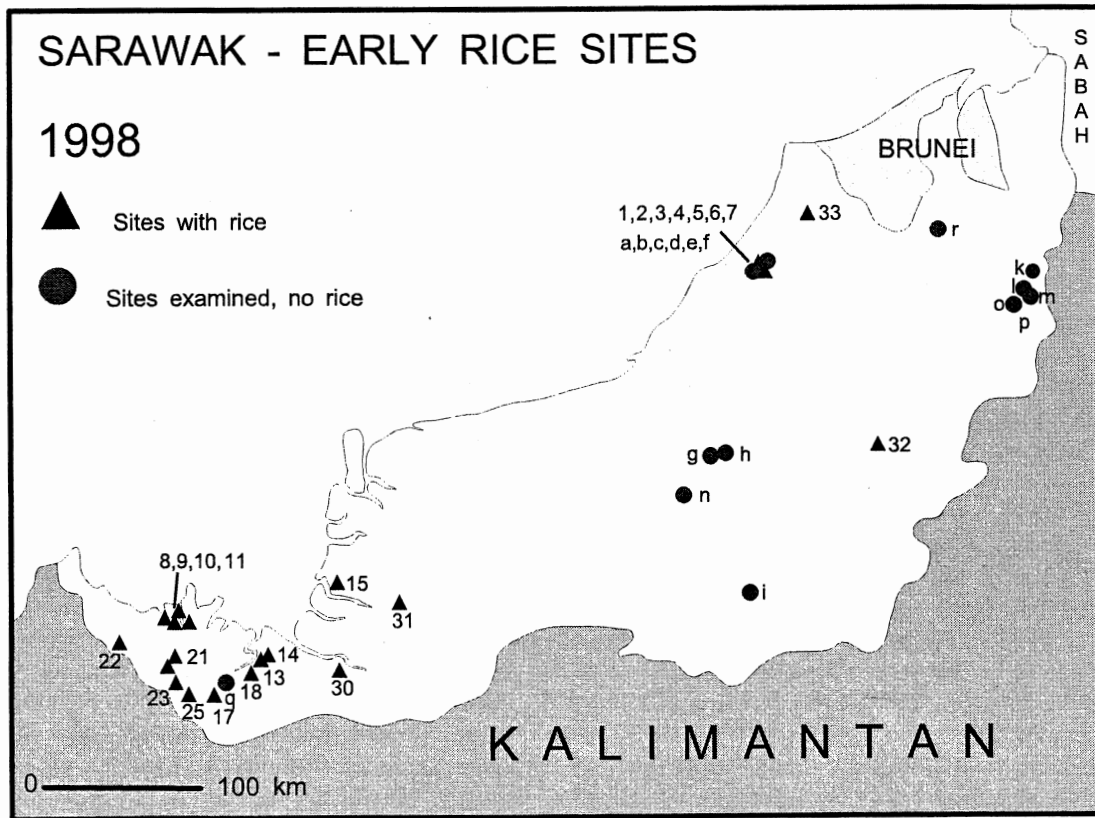 SARAWAK - EARLY RICE SITES
1998
Sites with rice
Sites examined, no rice
SABAH
BRUNEI
1,2,3,4,5,6,7
a,b,c,d,e,f
33
r
k
l
m
o
p
32
g
h
n
i
8,9,10,11
15
31
22
21
14
13
30
23
18
g
25
17
KALIMANTAN
0 100 km